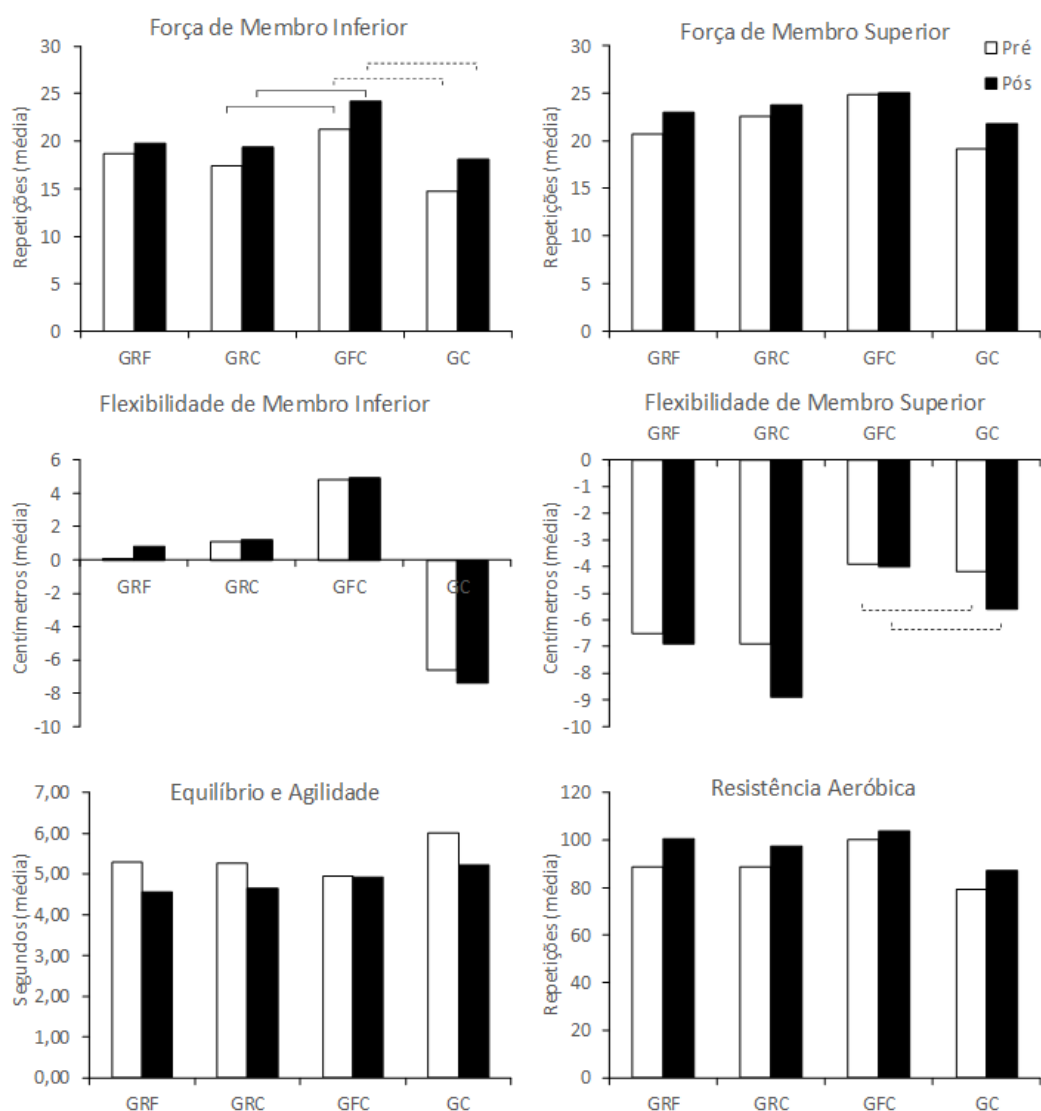 Força de Membro Inferior
Repetições (média)
30
25
20
15
10
5
0
GRF GRC GFC GC
Força de Membro Superior
Pré
Pós
Repetições (média)
30
25
20
15
10
5
0
GRF GRC GFC GC
Flexibilidade de Membro Inferior
Centímetros (média)
6
4
2
0
-2
-4
-6
-8
-10
GRF GRC GFC GC
Flexibilidade de Membro Superior
GRF GRC GFC GC
Centímetros (média)
0
-1
-2
-3
-4
-5
-6
-7
-8
-9
-10
Equilíbrio e Agilidade
Segundos (média)
7,00
6,00
5,00
4,00
3,00
2,00
1,00
0,00
GRF GRC GFC GC
Resistência Aeróbica
Repetições (média)
120
100
80
60
40
20
0
GRF GRC GFC GC